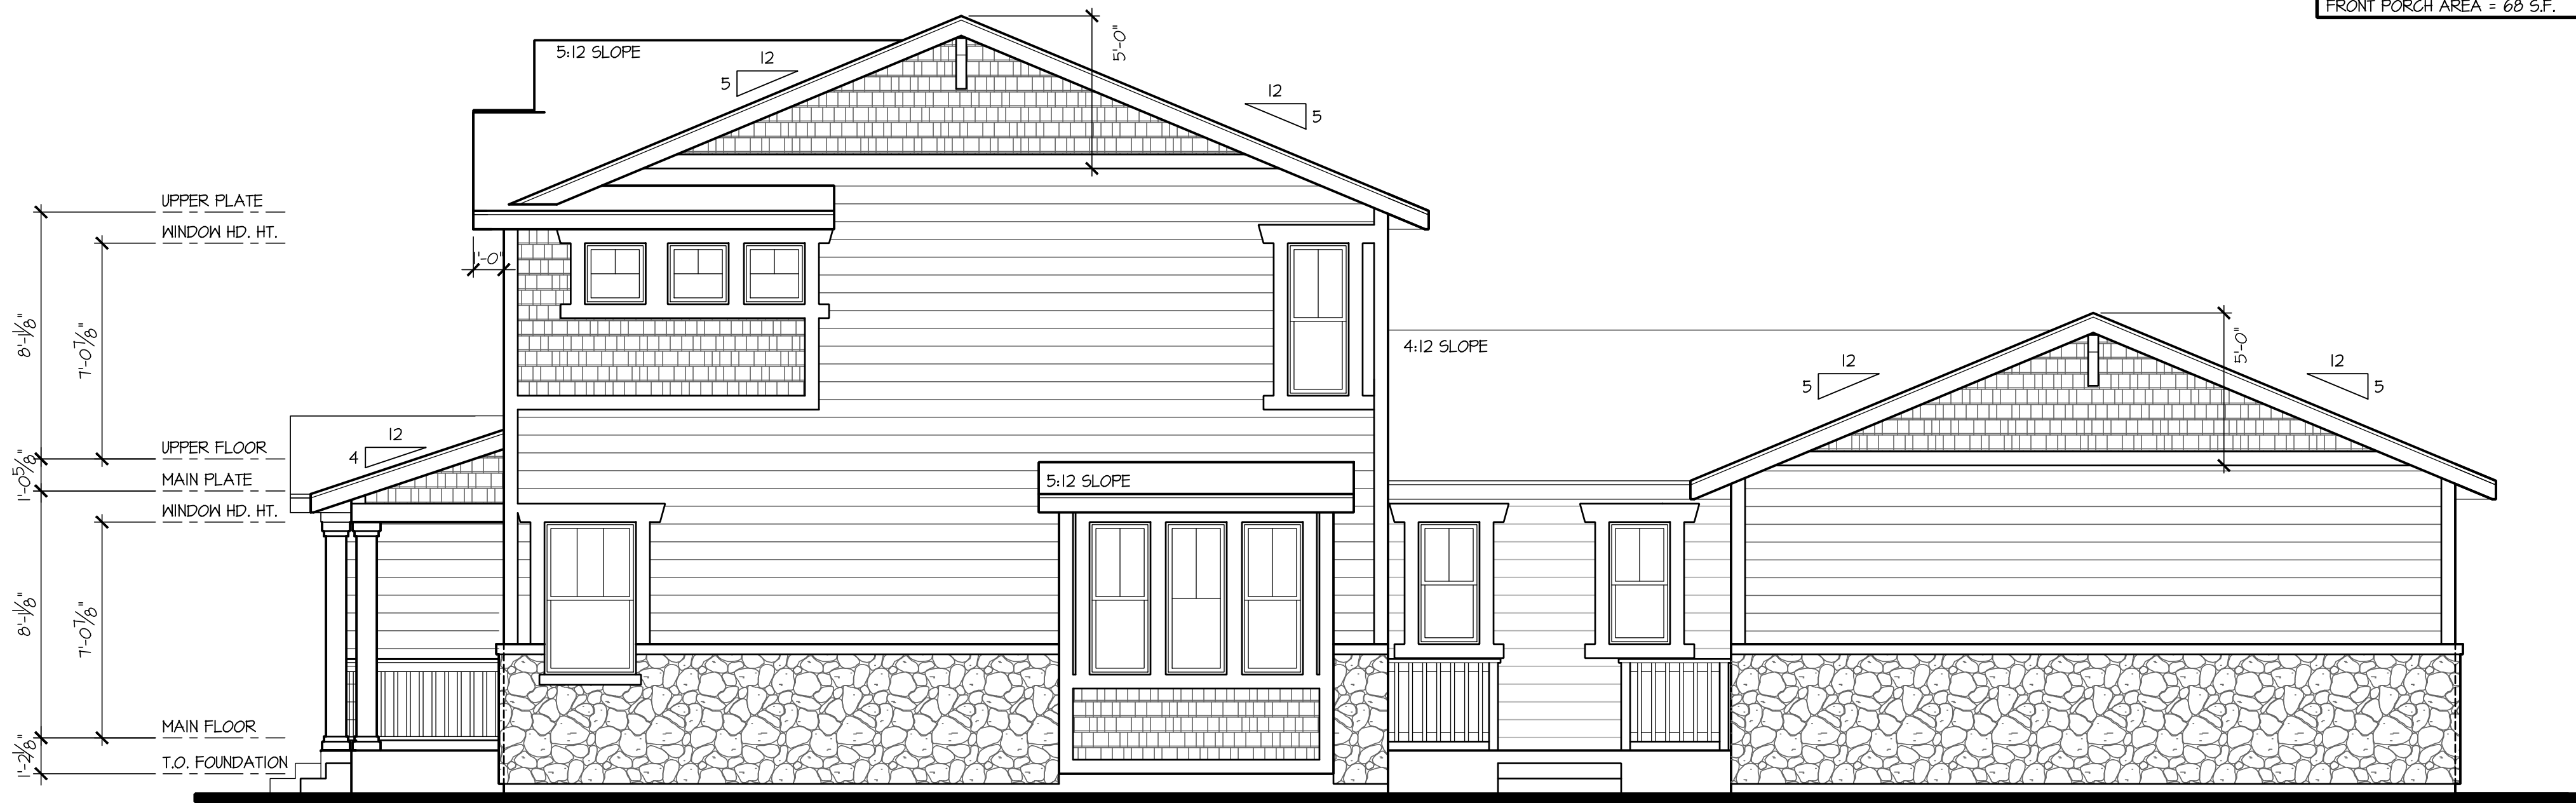 FRONT PORCH AREA = 68 S.F.
5:12 SLOPE
12
5
5'-0"
12
5
UPPER PLATE
WINDOW HD. HT.
1'-0"
8'-1⅛"
7'-0⅞"
4:12 SLOPE
12
5
5'-0"
12
5
12
4
UPPER FLOOR
1'-0⅝"
MAIN PLATE
5:12 SLOPE
WINDOW HD. HT.
8'-1⅛"
7'-0⅞"
MAIN FLOOR
1'-2⅛"
T.O. FOUNDATION